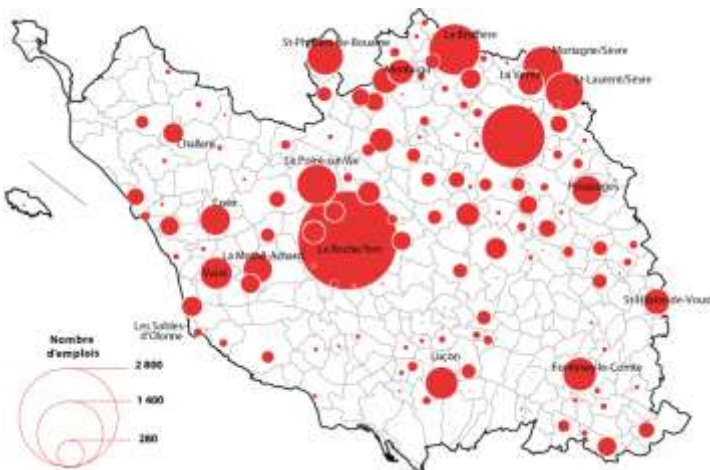 St-Philbert-de-Bouaine
La Bruffière
Mortagne/Sèvre
Montaigu
La Verrie
St-Laurent/Sèvre
Challans
Le Poiré-sur-Vie
Pouzauges
Coëx
La Roche/Yon
La Mothe-Achard
Vairé
St-Hilaire-de-Voust
Les Sables
d'Olonne
Luçon
Fontenay-le-Comte
Nombre
d'emplois
2 800
1 400
280